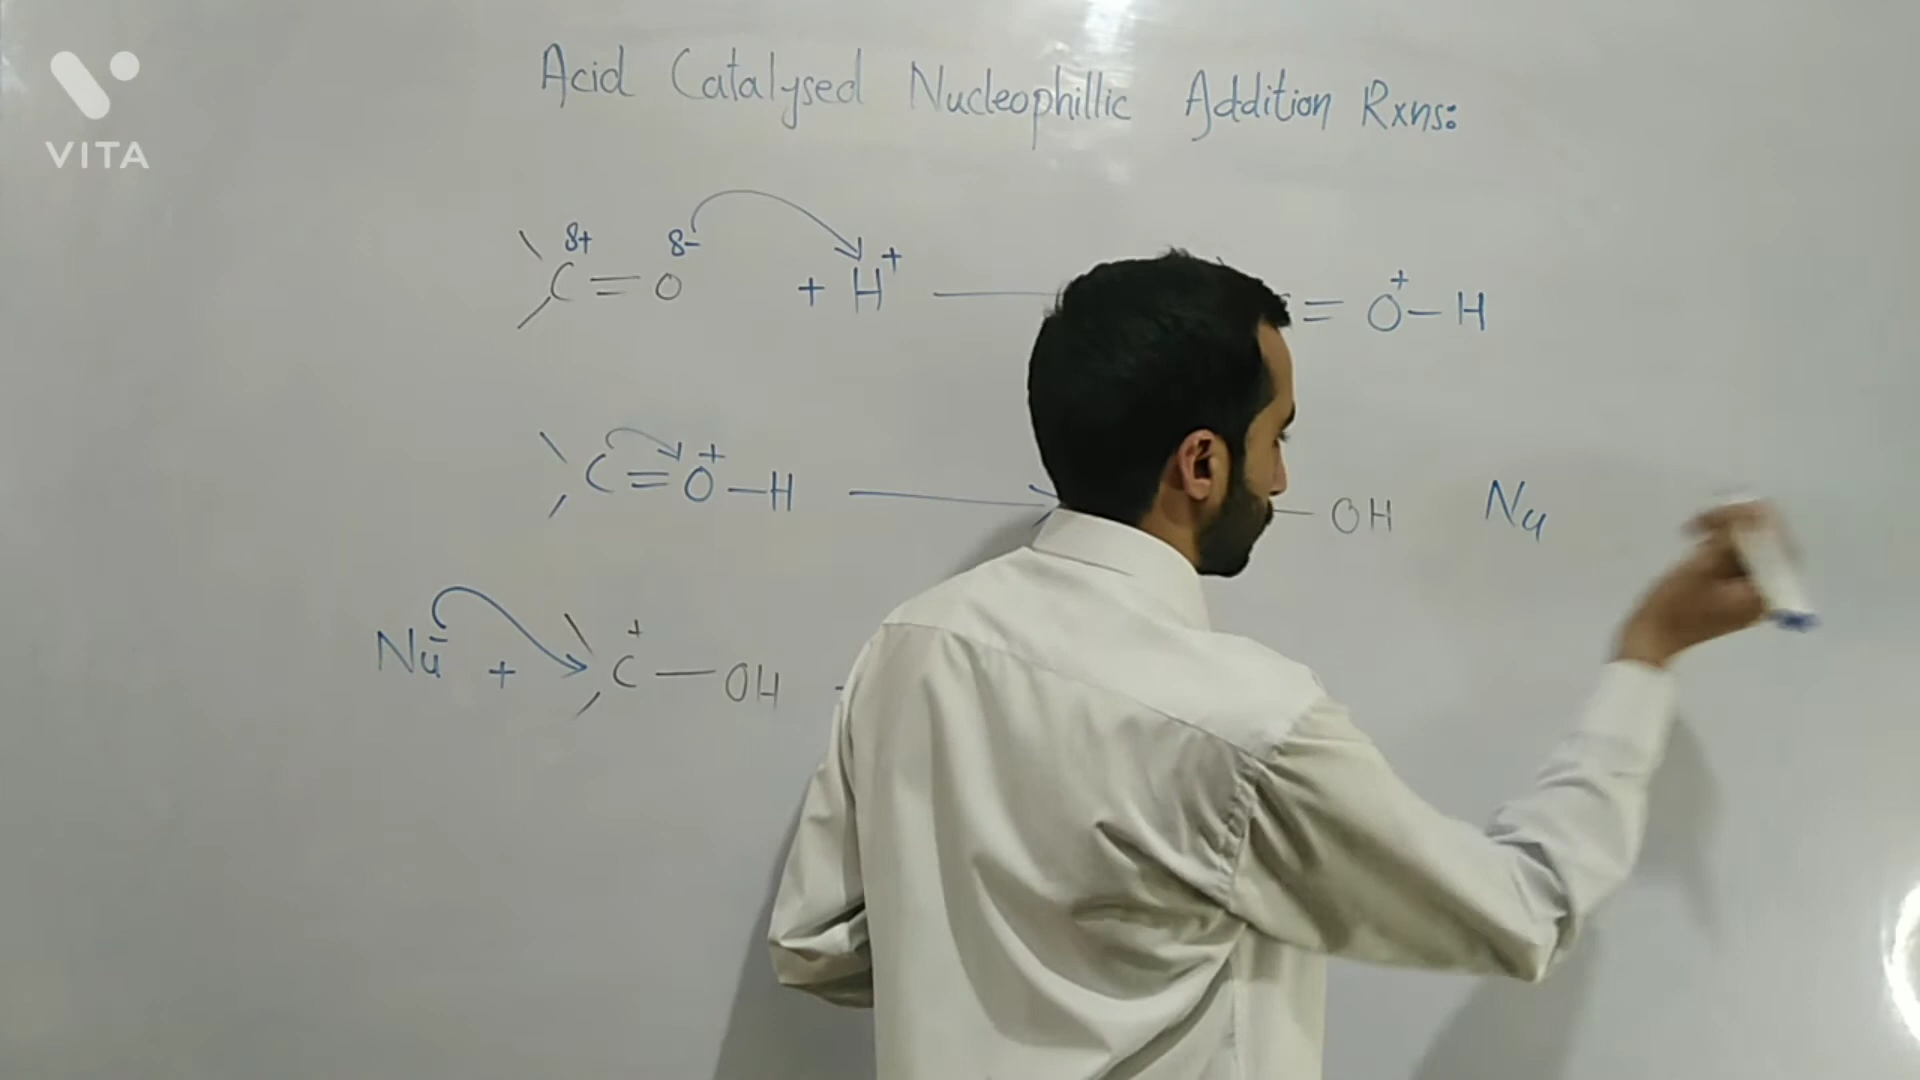 VITA
Acid Catalysed Nucleophillic Addition Rxns:
δ+ δ-
C = O + H+ = O+ - H
C = O+ - H - OH Nu
Nu- + C+ - OH